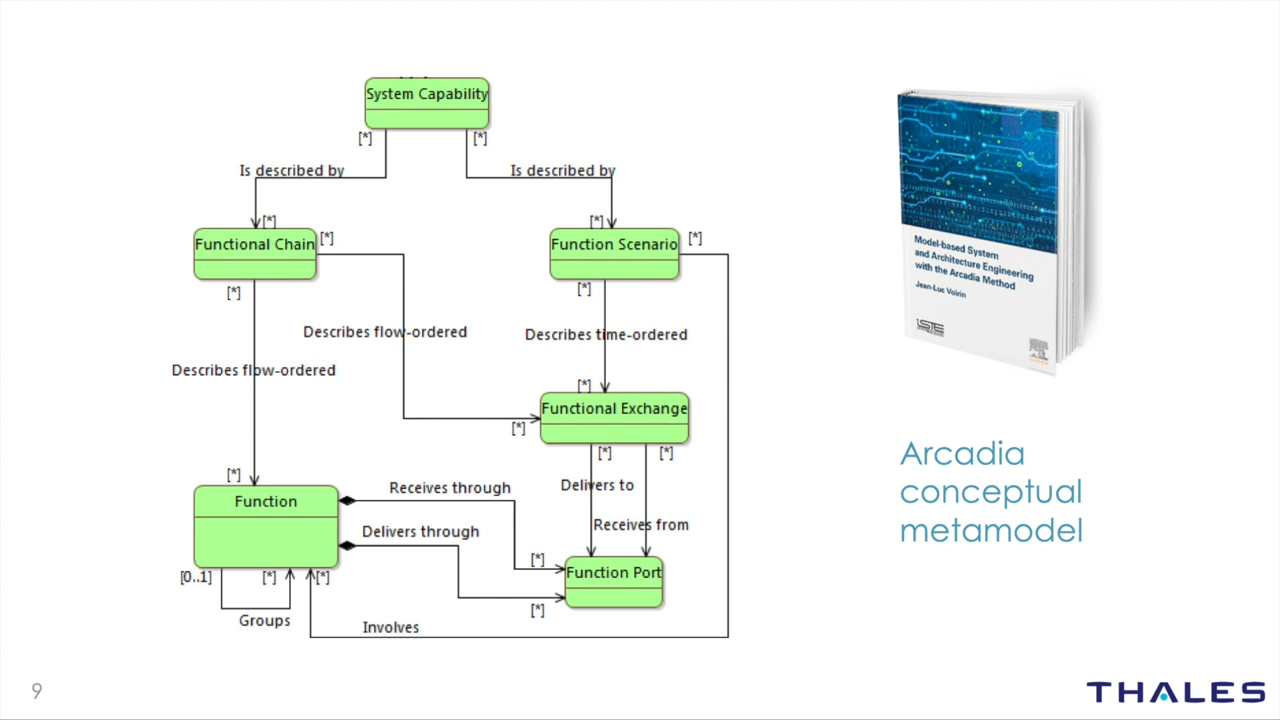 System Capability
[*]
[*]
Is described by
Is described by
[*]
[*]
Functional Chain
[*]
Function Scenario
[*]
[*]
[*]
Describes flow-ordered
Describes time-ordered
Describes flow-ordered
[*]
Functional Exchange
[*]
[*]
[*]
[*]
Function
Receives through
Delivers to
Delivers through
Receives from
[*]
Function Port
[0..1]
[*]
[*]
[*]
Groups
Involves
Model-based System
and Architecture Engineering
with the Arcadia Method
Jean-Luc Voirin
iSTE
Arcadia
conceptual
metamodel
9
THALES